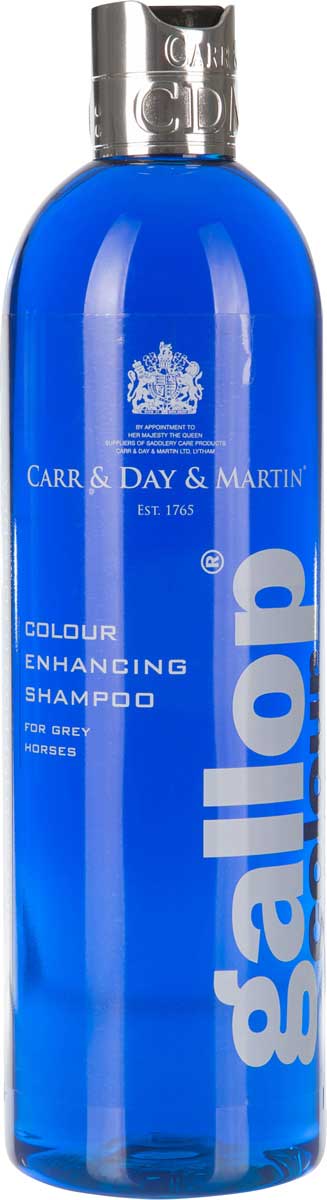 CARR &
CDM
BY APPOINTMENT TO
HER MAJESTY THE QUEEN
SUPPLIERS OF SADDLERY CARE PRODUCTS
CARR & DAY & MARTIN LTD, LYTHAM
CARR & DAY & MARTIN®
EST. 1765
COLOUR
ENHANCING
SHAMPOO
FOR GREY
HORSES
gallop®
colour